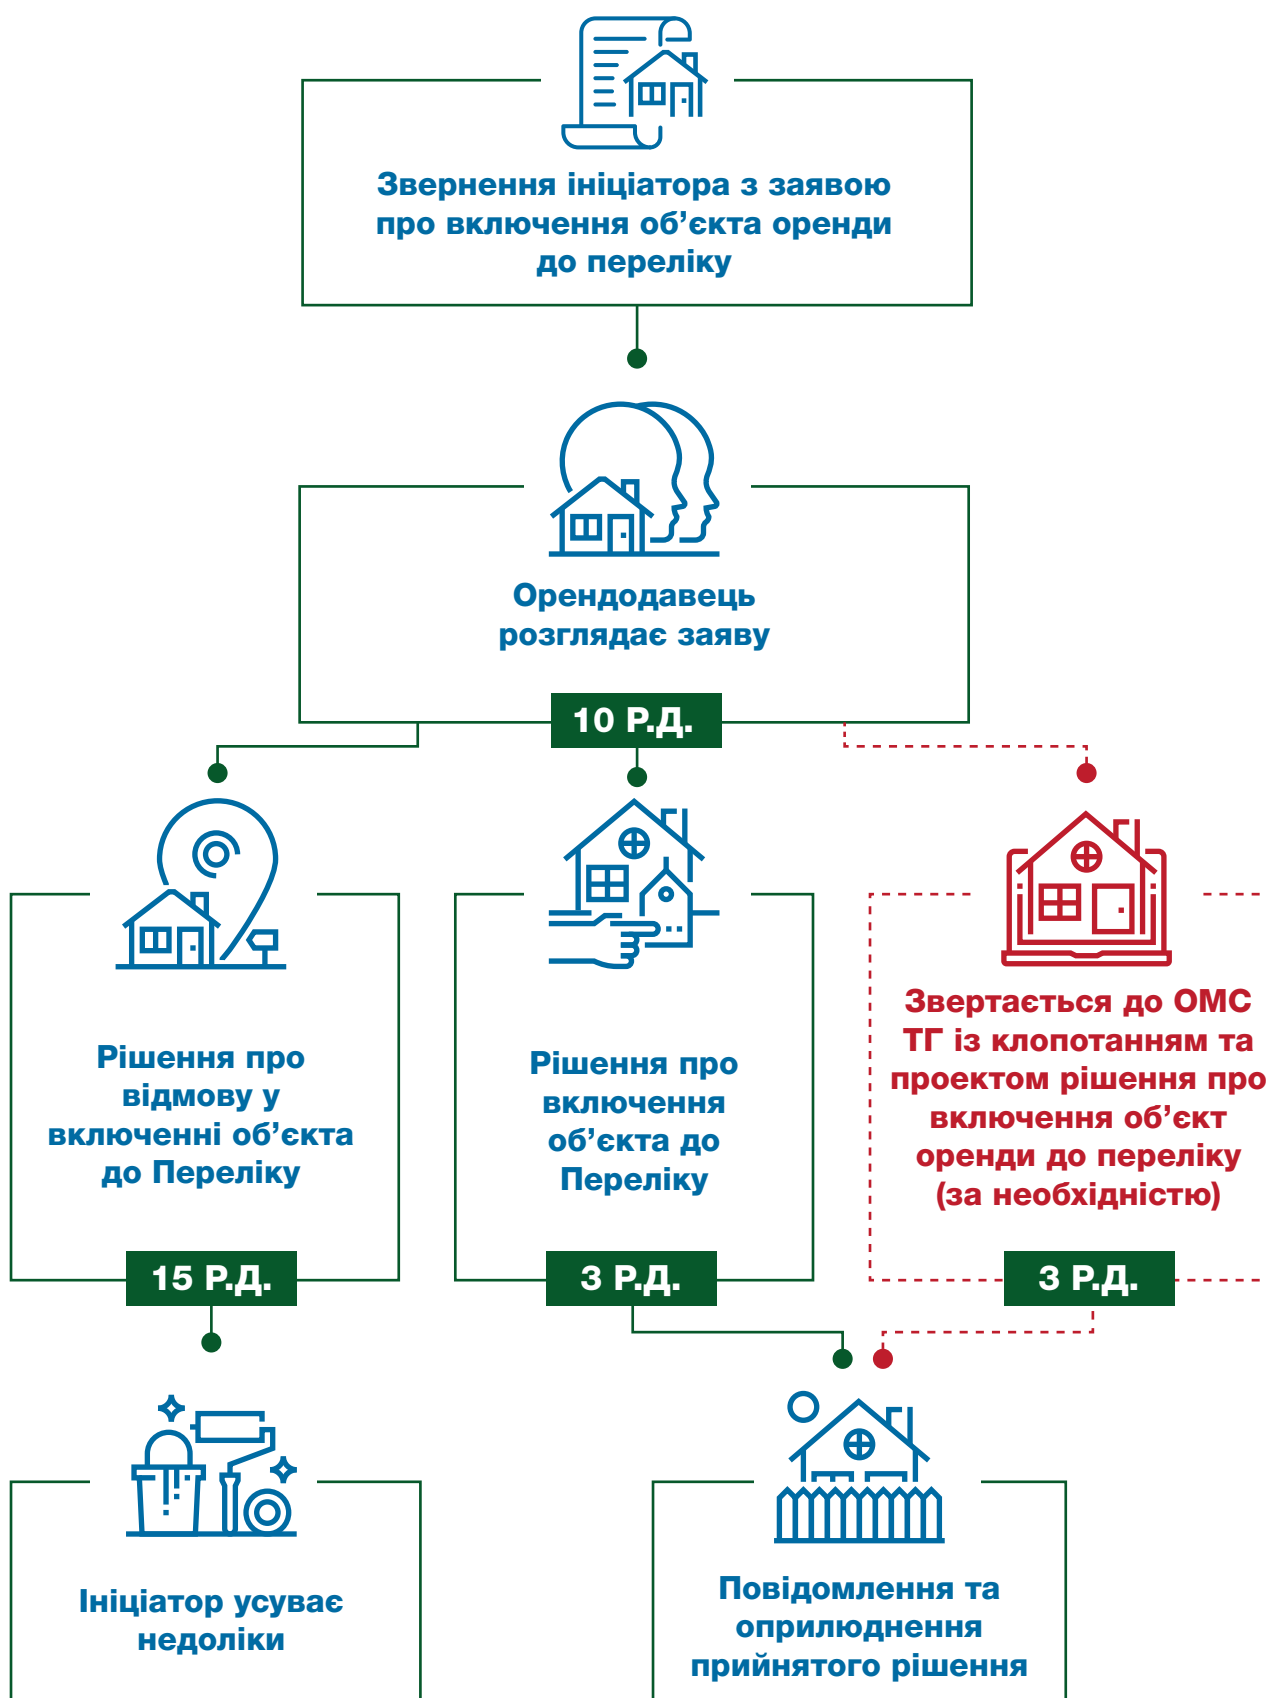 Звернення ініціатора з заявою
про включення об’єкта оренди
до переліку
Орендодавець
розглядає заяву
10 Р.Д.
Рішення про
відмову у
включенні об’єкта
до Переліку
15 Р.Д.
Рішення про
включення
об’єкта до
Переліку
3 Р.Д.
Звертається до ОМС
ТГ із клопотанням та
проектом рішення про
включення об’єкт
оренди до переліку
(за необхідністю)
3 Р.Д.
Ініціатор усуває
недоліки
Повідомлення та
оприлюднення
прийнятого рішення